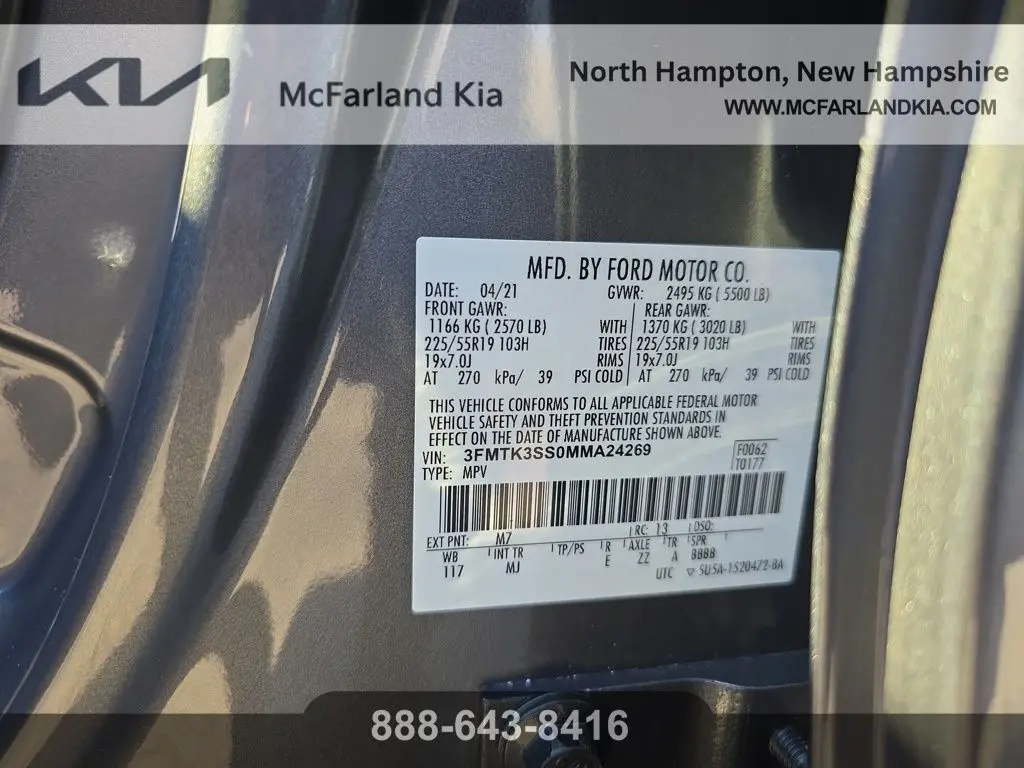 KIA McFarland Kia
North Hampton, New Hampshire
WWW.MCFARLANDKIA.COM
MFD. BY FORD MOTOR CO.
DATE: 04/21 GVWR: 2495 KG ( 5500 LB)
FRONT GAWR: REAR GAWR:
1166 KG ( 2570 LB) WITH 1370 KG ( 3020 LB) WITH
225/55R19 103H TIRES 225/55R19 103H TIRES
19x7.0J RIMS 19x7.0J RIMS
AT 270 kPa/ 39 PSI COLD AT 270 kPa/ 39 PSI COLD
THIS VEHICLE CONFORMS TO ALL APPLICABLE FEDERAL MOTOR
VEHICLE SAFETY AND THEFT PREVENTION STANDARDS IN
EFFECT ON THE DATE OF MANUFACTURE SHOWN ABOVE.
VIN: 3FMTK3SS0MMA24269 F0062
TYPE: MPV T0177
EXT PNT: M7 RC: 13 DSO:
WB INT TR TP/PS R AXLE TR SPR
117 MJ E ZZ A BBBB
UTC ▽ 5U5A-1520472-BA
888-643-8416